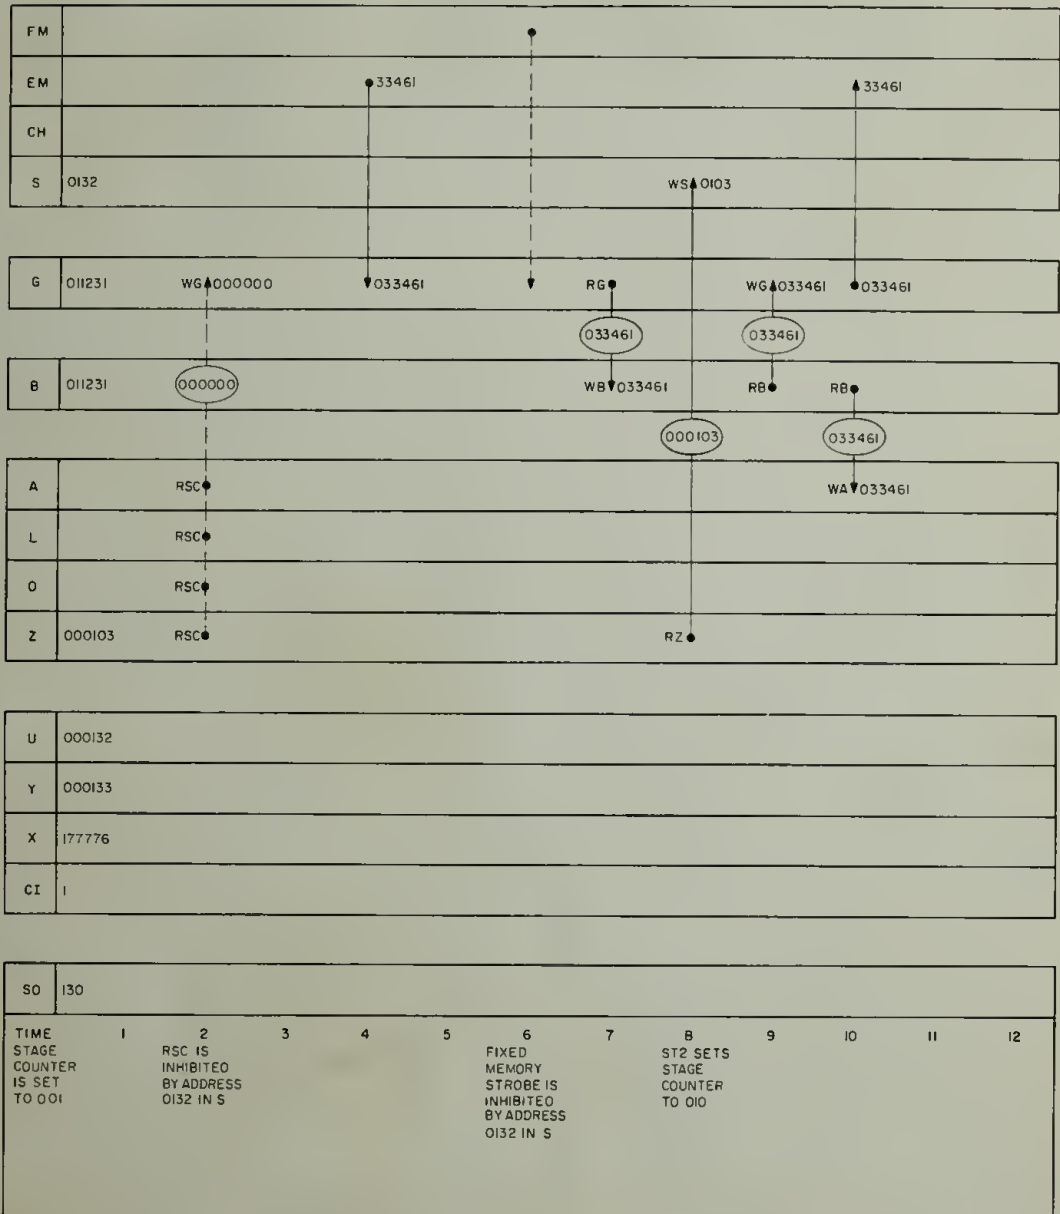 FM
EM 33461 33461
CH
S 0132 WS 0103
G 011231 WG 000000 033461 RG WG 033461 033461
033461 033461
B 011231 000000 WB 033461 RB RB
000103 033461
A RSC WA 033461
L RSC
O RSC
Z 000103 RSC RZ
U 000132
Y 000133
X 177776
CI 1
SO 130
TIME 1 2 3 4 5 6 7 8 9 10 11 12
STAGE RSC IS FIXED ST2 SETS
COUNTER INHIBITED MEMORY STAGE
IS SET BY ADDRESS STROBE IS COUNTER
TO 001 0132 IN S INHIBITED TO 010
BY ADDRESS
0132 IN S